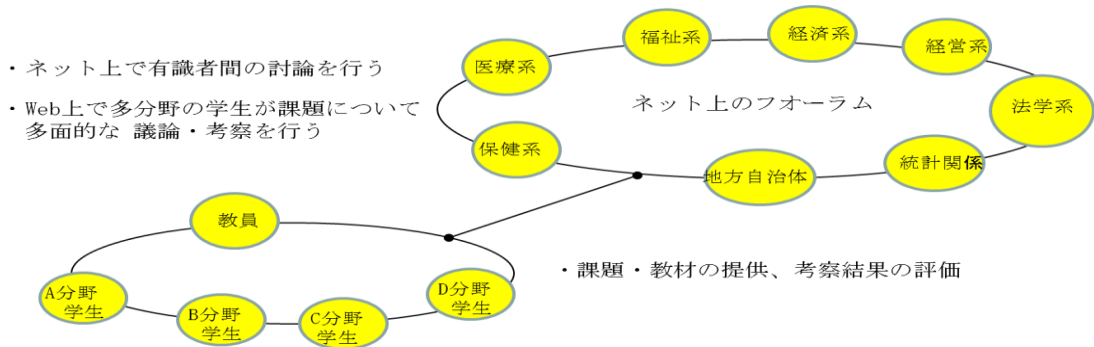 ・ネット上で有識者間の討論を行う
・Web上で多分野の学生が課題について
多面的な 議論・考察を行う
医療系
福祉系
経済系
経営系
法学系
ネット上のフオーラム
保健系
地方自治体
統計関係
教員
A分野
学生
B分野
学生
C分野
学生
D分野
学生
・課題・教材の提供、考察結果の評価